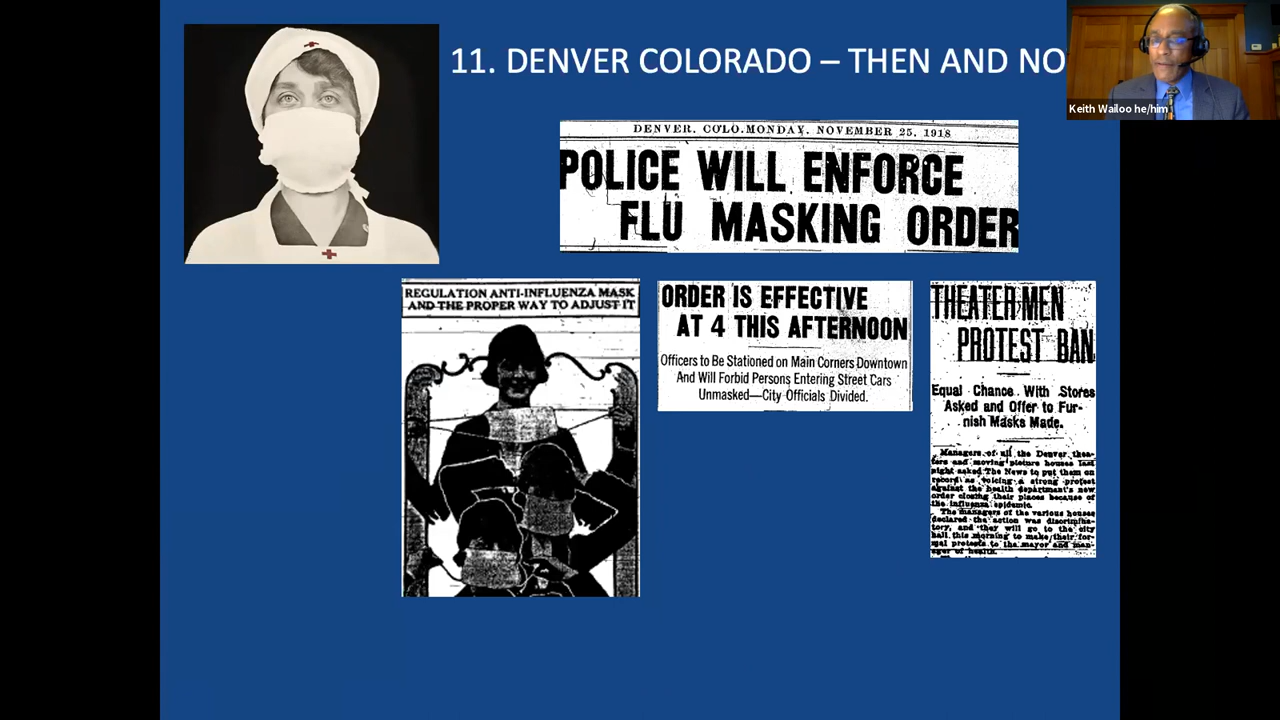 11. DENVER COLORADO – THEN AND NO
Keith Wailoo he/him
DENVER, COLO. MONDAY, NOVEMBER 25, 1918
POLICE WILL ENFORCE
FLU MASKING ORDER
REGULATION ANTI-INFLUENZA MASK
AND THE PROPER WAY TO ADJUST IT
ORDER IS EFFECTIVE
AT 4 THIS AFTERNOON
Officers to Be Stationed on Main Corners Downtown
And Will Forbid Persons Entering Street Cars
Unmasked—City Officials Divided.
THEATER MEN
PROTEST BAN
Equal Chance With Stores
Asked and Offer to Fur-
nish Masks Made.
Managers of all the Denver thea-
ters and moving picture houses last
night asked The News to put them on
record as voicing a strong protest
against the health department's new
order closing their places because of
the influenza epidemic.
The managers of the various houses
declared the action was discrimina-
tory, and they will go to the city
hall this morning to make their for-
mal protests to the mayor and man-
ager of health.